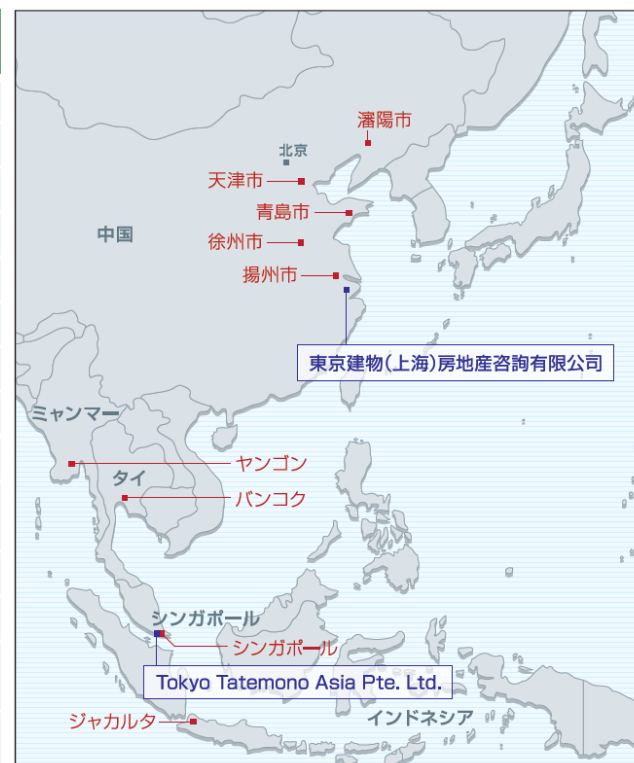 瀋陽市
北京
天津市
青島市
中国
徐州市
揚州市
東京建物(上海)房地産咨詢有限公司
ミャンマー
ヤンゴン
タイ
バンコク
シンガポール
シンガポール
Tokyo Tatemono Asia Pte. Ltd.
インドネシア
ジャカルタ